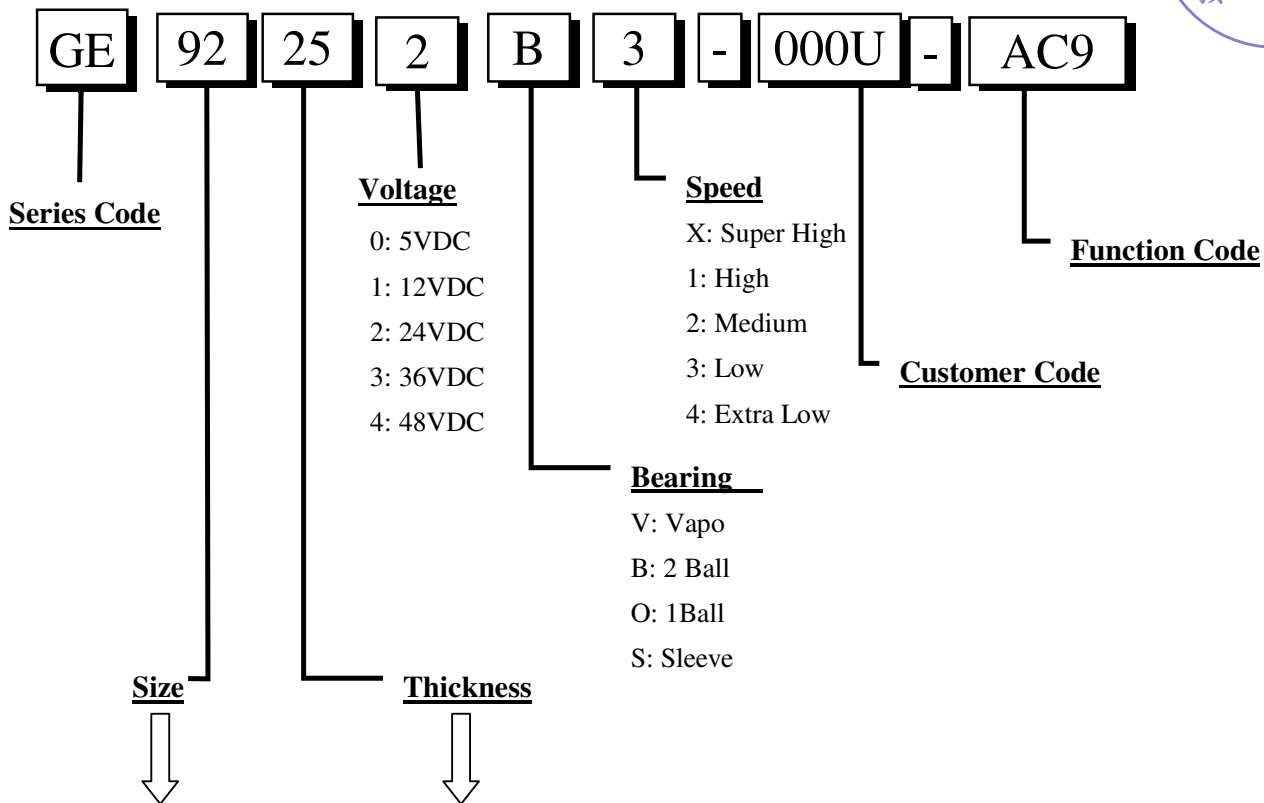 GE 92 25 2 B 3 - 000U - AC9
Series Code
Voltage
0: 5VDC
1: 12VDC
2: 24VDC
3: 36VDC
4: 48VDC
Speed
X: Super High
1: High
2: Medium
3: Low
4: Extra Low
Function Code
Customer Code
Bearing
V: Vapo
B: 2 Ball
O: 1Ball
S: Sleeve
Size
Thickness